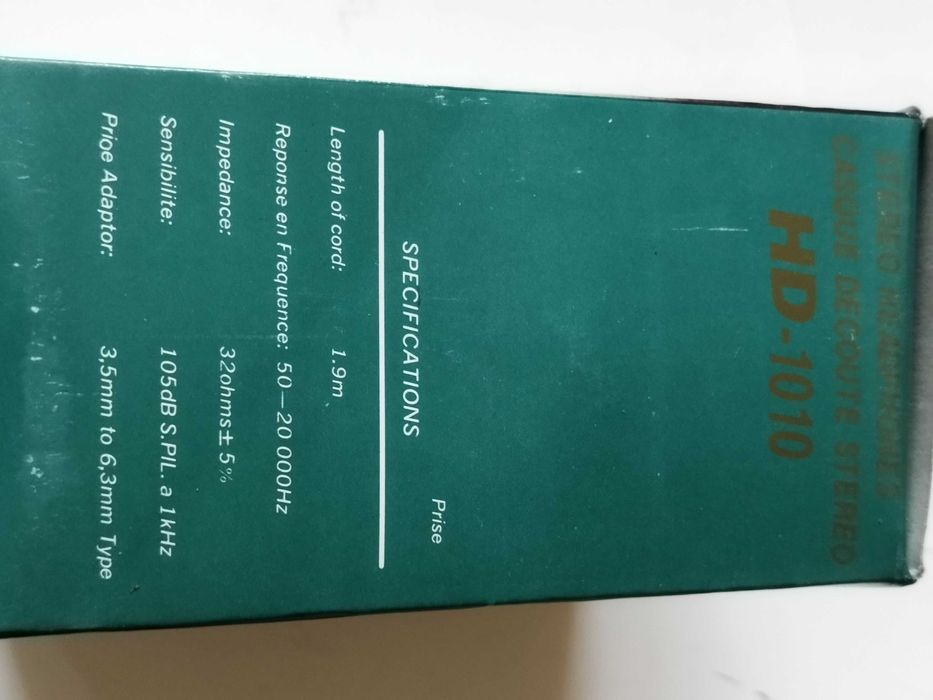 STEREO HEADPHONES
CASQUE DECOUTE STEREO
HD-1010
Prise
SPECIFICATIONS
Length of cord: 1.9m
Reponse en Frequence: 50—20 000Hz
Impedance: 32ohms± 5%
Sensibilite: 105dB S.PIL. a 1kHz
Prioe Adaptor: 3,5mm to 6,3mm Type